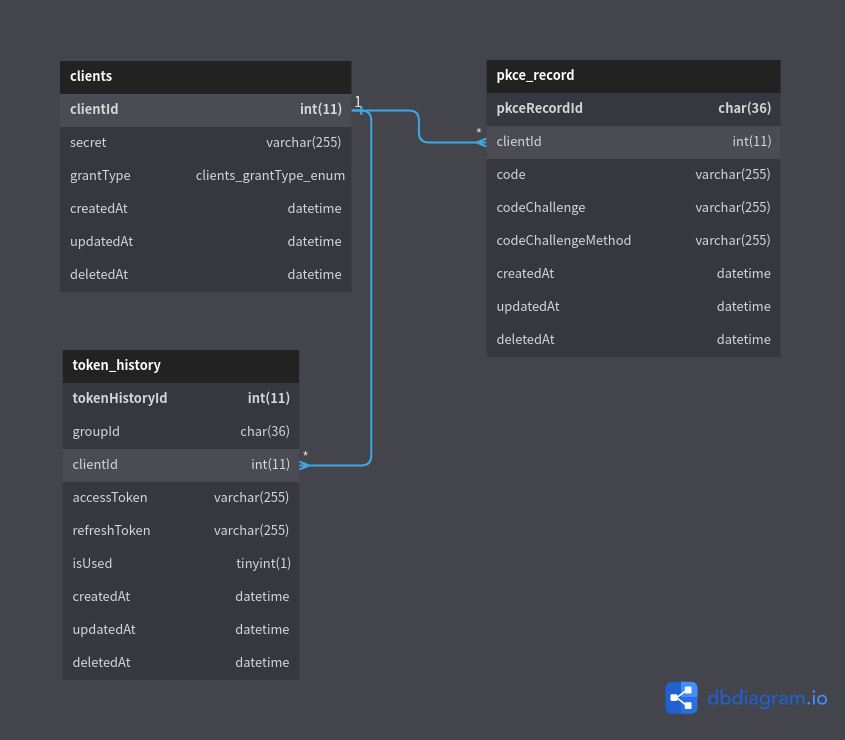 clients
clientId int(11)
secret varchar(255)
grantType clients_grantType_enum
createdAt datetime
updatedAt datetime
deletedAt datetime
1
*
pkce_record
pkceRecordId char(36)
clientId int(11)
code varchar(255)
codeChallenge varchar(255)
codeChallengeMethod varchar(255)
createdAt datetime
updatedAt datetime
deletedAt datetime
token_history
tokenHistoryId int(11)
groupId char(36)
clientId int(11)
*
accessToken varchar(255)
refreshToken varchar(255)
isUsed tinyint(1)
createdAt datetime
updatedAt datetime
deletedAt datetime
dbdiagram.io